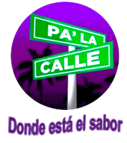 PA' LA
CALLE
Donde está el sabor